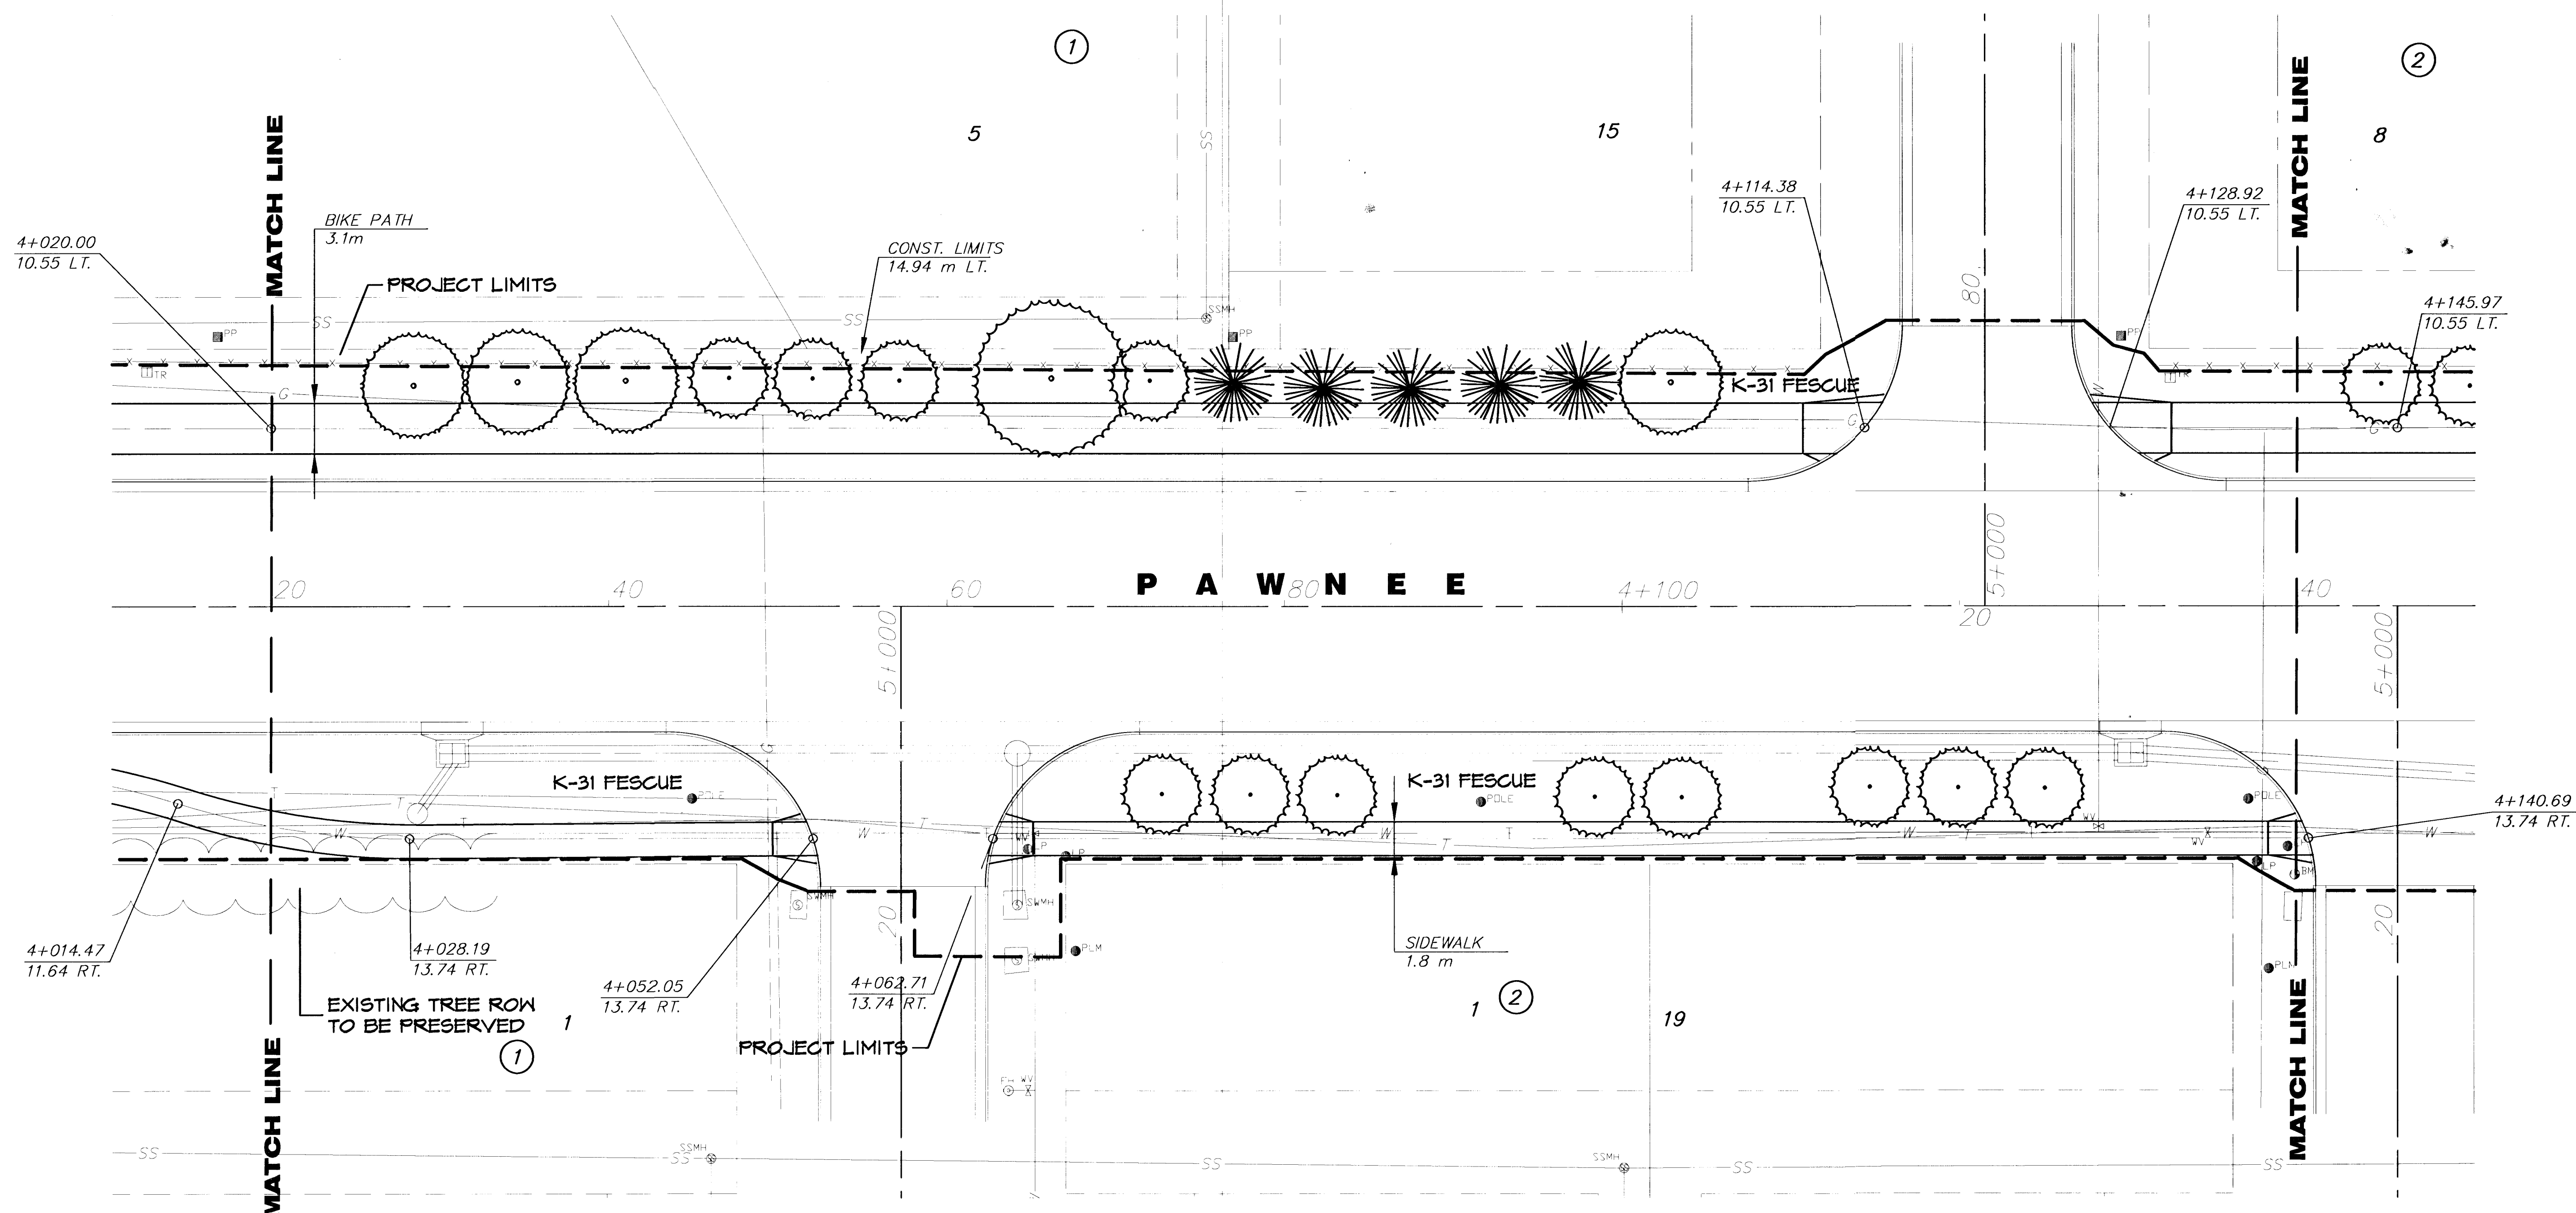 1
2
MATCH LINE
MATCH LINE
5
15
8
SS
4+114.38
10.55 LT.
4+128.92
10.55 LT.
BIKE PATH
3.1m
4+020.00
10.55 LT.
CONST. LIMITS
14.94 m LT.
PROJECT LIMITS
4+145.97
10.55 LT.
80
SS
SS
SSMH
PP
PP
PP
TR
TR
K-31 FESCUE
W
G
G
G
G
5+000
PAWNEE
20
40
60
80
4+100
20
40
5+000
5+000
G
K-31 FESCUE
K-31 FESCUE
POLE
POLE
POLE
T
T
T
T
T
T
T
W
W
W
W
W
WV
WV
WV
LP
LP
LP
BM
4+140.69
13.74 RT.
SWMH
SWMH
SWMH
20
20
PLM
PLM
4+014.47
11.64 RT.
4+028.19
13.74 RT.
4+052.05
13.74 RT.
4+062.71
13.74 RT.
SIDEWALK
1.8 m
EXISTING TREE ROW
TO BE PRESERVED
1
1
1
2
19
PROJECT LIMITS
MATCH LINE
MATCH LINE
FH WV
SS
SSMH
SS
SS
SSMH
SS
SS